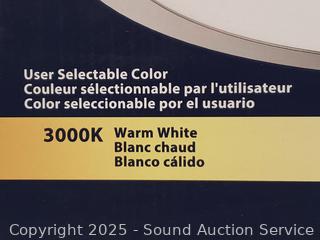 User Selectable Color
Couleur sélectionnable par l'utilisateur
Color seleccionable por el usuario
3000K Warm White
Blanc chaud
Blanco cálido
Copyright 2025 - Sound Auction Service